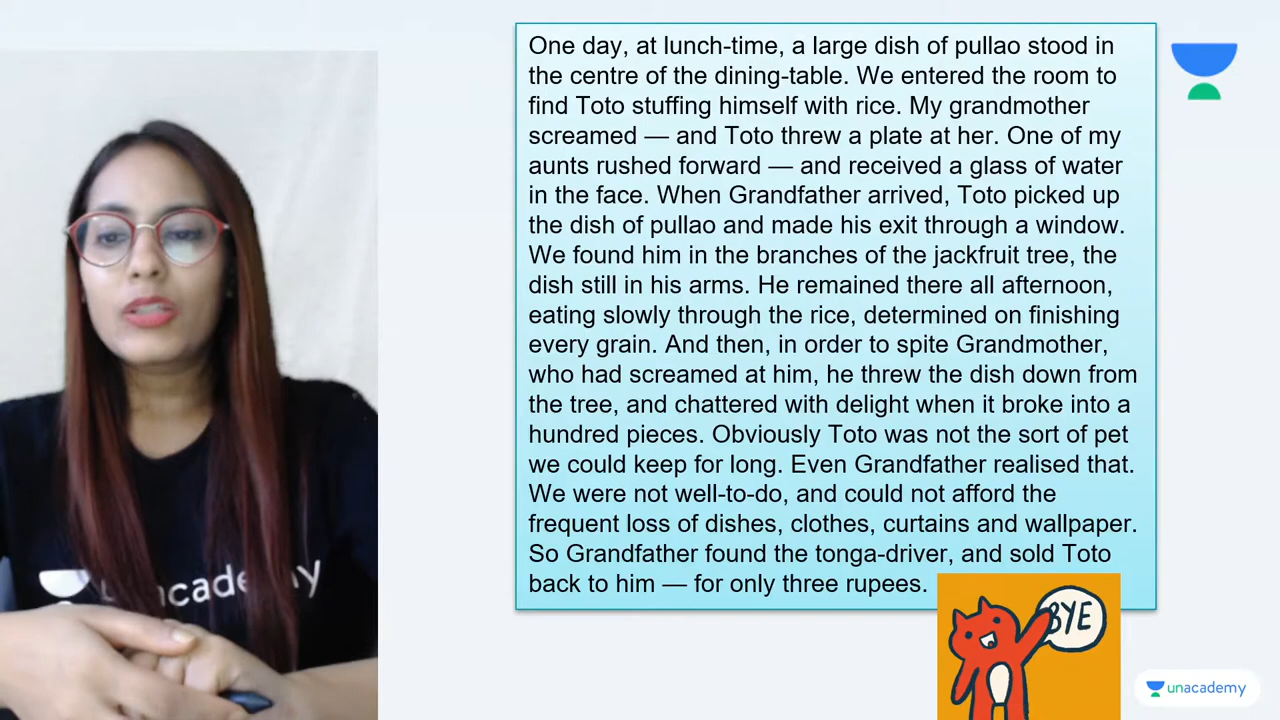 One day, at lunch-time, a large dish of pullao stood in
the centre of the dining-table. We entered the room to
find Toto stuffing himself with rice. My grandmother
screamed — and Toto threw a plate at her. One of my
aunts rushed forward — and received a glass of water
in the face. When Grandfather arrived, Toto picked up
the dish of pullao and made his exit through a window.
We found him in the branches of the jackfruit tree, the
dish still in his arms. He remained there all afternoon,
eating slowly through the rice, determined on finishing
every grain. And then, in order to spite Grandmother,
who had screamed at him, he threw the dish down from
the tree, and chattered with delight when it broke into a
hundred pieces. Obviously Toto was not the sort of pet
we could keep for long. Even Grandfather realised that.
We were not well-to-do, and could not afford the
frequent loss of dishes, clothes, curtains and wallpaper.
So Grandfather found the tonga-driver, and sold Toto
back to him — for only three rupees.
BYE
unacademy
unacademy